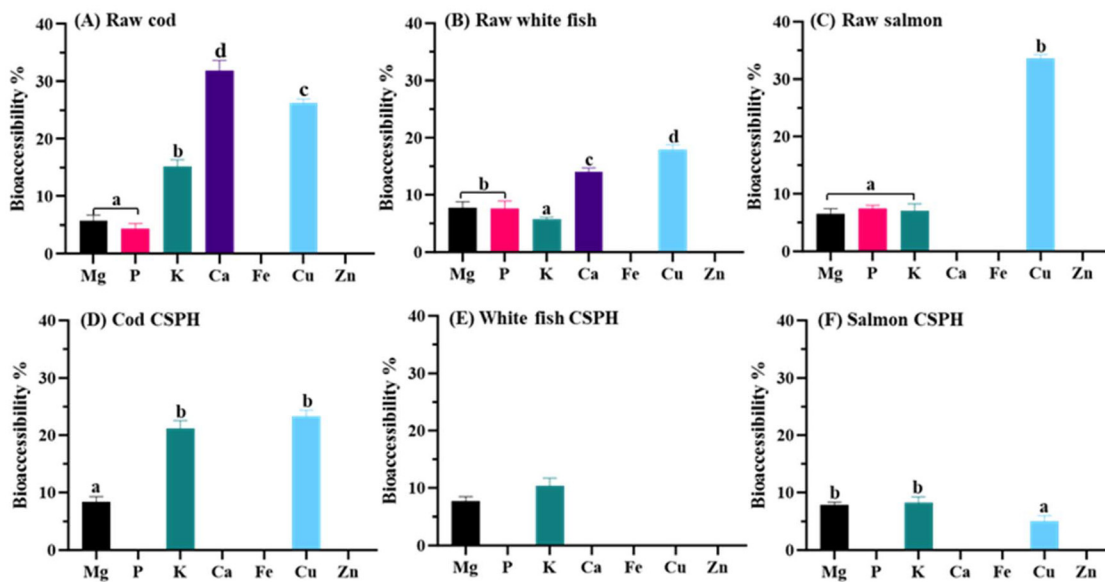 (A) Raw cod
(B) Raw white fish
(C) Raw salmon
Bioaccessibility %
40
30
20
10
0
a
b
d
c
Mg P K Ca Fe Cu Zn
Bioaccessibility %
40
30
20
10
0
b
a
c
d
Mg P K Ca Fe Cu Zn
Bioaccessibility %
40
30
20
10
0
a
b
Mg P K Ca Fe Cu Zn
(D) Cod CSPH
(E) White fish CSPH
(F) Salmon CSPH
Bioaccessibility %
40
30
20
10
0
a
b
b
Mg P K Ca Fe Cu Zn
Bioaccessibility %
40
30
20
10
0
Mg P K Ca Fe Cu Zn
Bioaccessibility %
40
30
20
10
0
b
b
a
Mg P K Ca Fe Cu Zn